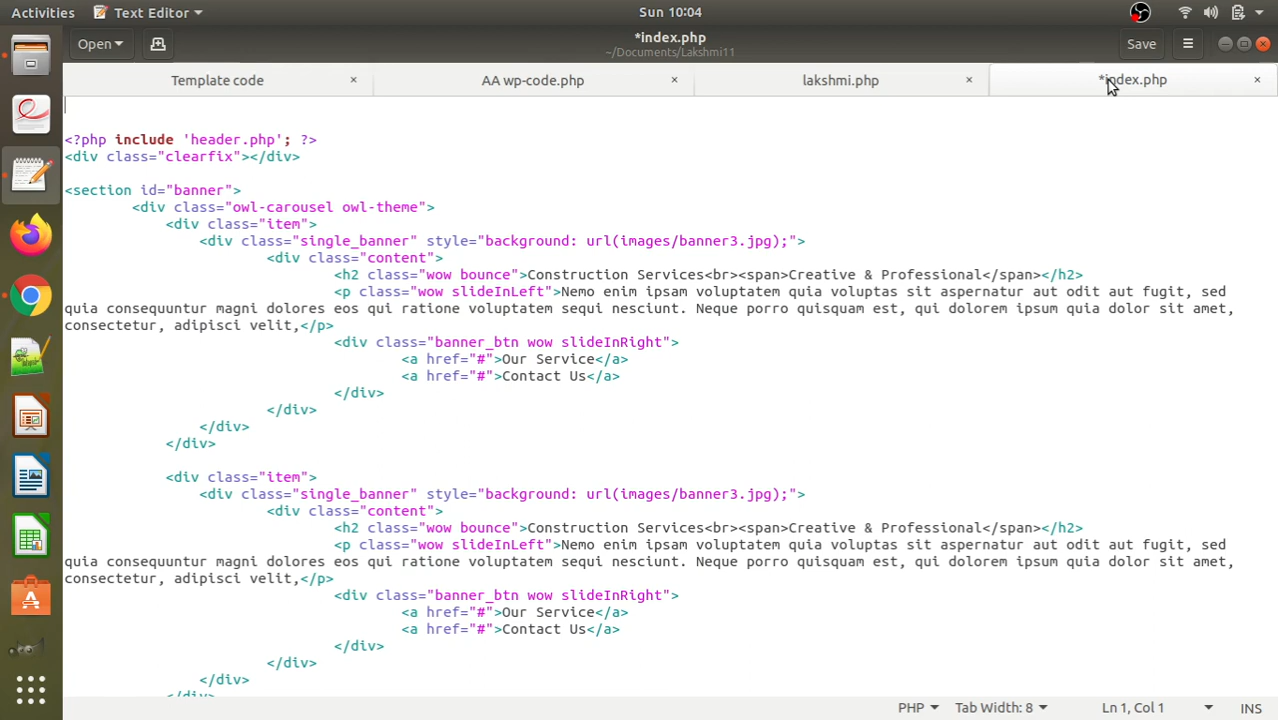 Activities Text Editor Sun 10:04
Open *index.php Save
~/Documents/Lakshmi11
Template code × AA wp-code.php × lakshmi.php × *index.php ×
<?php include 'header.php'; ?>
<div class="clearfix"></div>
<section id="banner">
<div class="owl-carousel owl-theme">
<div class="item">
<div class="single_banner" style="background: url(images/banner3.jpg);">
<div class="content">
<h2 class="wow bounce">Construction Services<br><span>Creative & Professional</span></h2>
<p class="wow slideInLeft">Nemo enim ipsam voluptatem quia voluptas sit aspernatur aut odit aut fugit, sed
quia consequuntur magni dolores eos qui ratione voluptatem sequi nesciunt. Neque porro quisquam est, qui dolorem ipsum quia dolor sit amet,
consectetur, adipisci velit,</p>
<div class="banner_btn wow slideInRight">
<a href="#">Our Service</a>
<a href="#">Contact Us</a>
</div>
</div>
</div>
</div>
<div class="item">
<div class="single_banner" style="background: url(images/banner3.jpg);">
<div class="content">
<h2 class="wow bounce">Construction Services<br><span>Creative & Professional</span></h2>
<p class="wow slideInLeft">Nemo enim ipsam voluptatem quia voluptas sit aspernatur aut odit aut fugit, sed
quia consequuntur magni dolores eos qui ratione voluptatem sequi nesciunt. Neque porro quisquam est, qui dolorem ipsum quia dolor sit amet,
consectetur, adipisci velit,</p>
<div class="banner_btn wow slideInRight">
<a href="#">Our Service</a>
<a href="#">Contact Us</a>
</div>
</div>
</div>
</div>
PHP Tab Width: 8 Ln 1, Col 1 INS